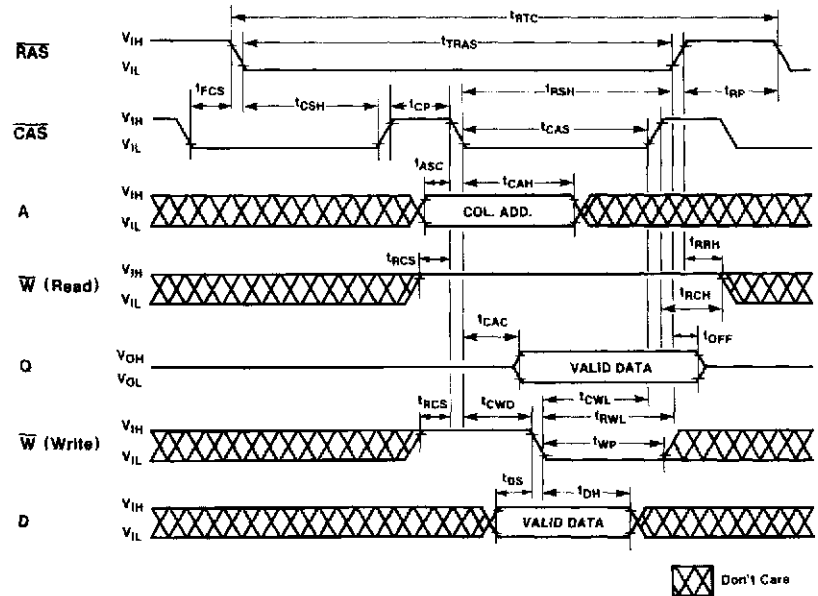 tRTC
RAS
VIH
VIL
tTRAS
tFCS
tCSH
tCP
tRSH
tRP
CAS
VIH
VIL
tCAS
tASC
tCAH
A
VIH
VIL
COL. ADD.
W (Read)
VIH
VIL
tRCS
tRRH
tRCH
tCAC
tOFF
Q
VOH
VOL
VALID DATA
tCWL
tRCS
tCWD
tRWL
W (Write)
VIH
VIL
tWP
tDS
tDH
D
VIH
VIL
VALID DATA
Don't Care